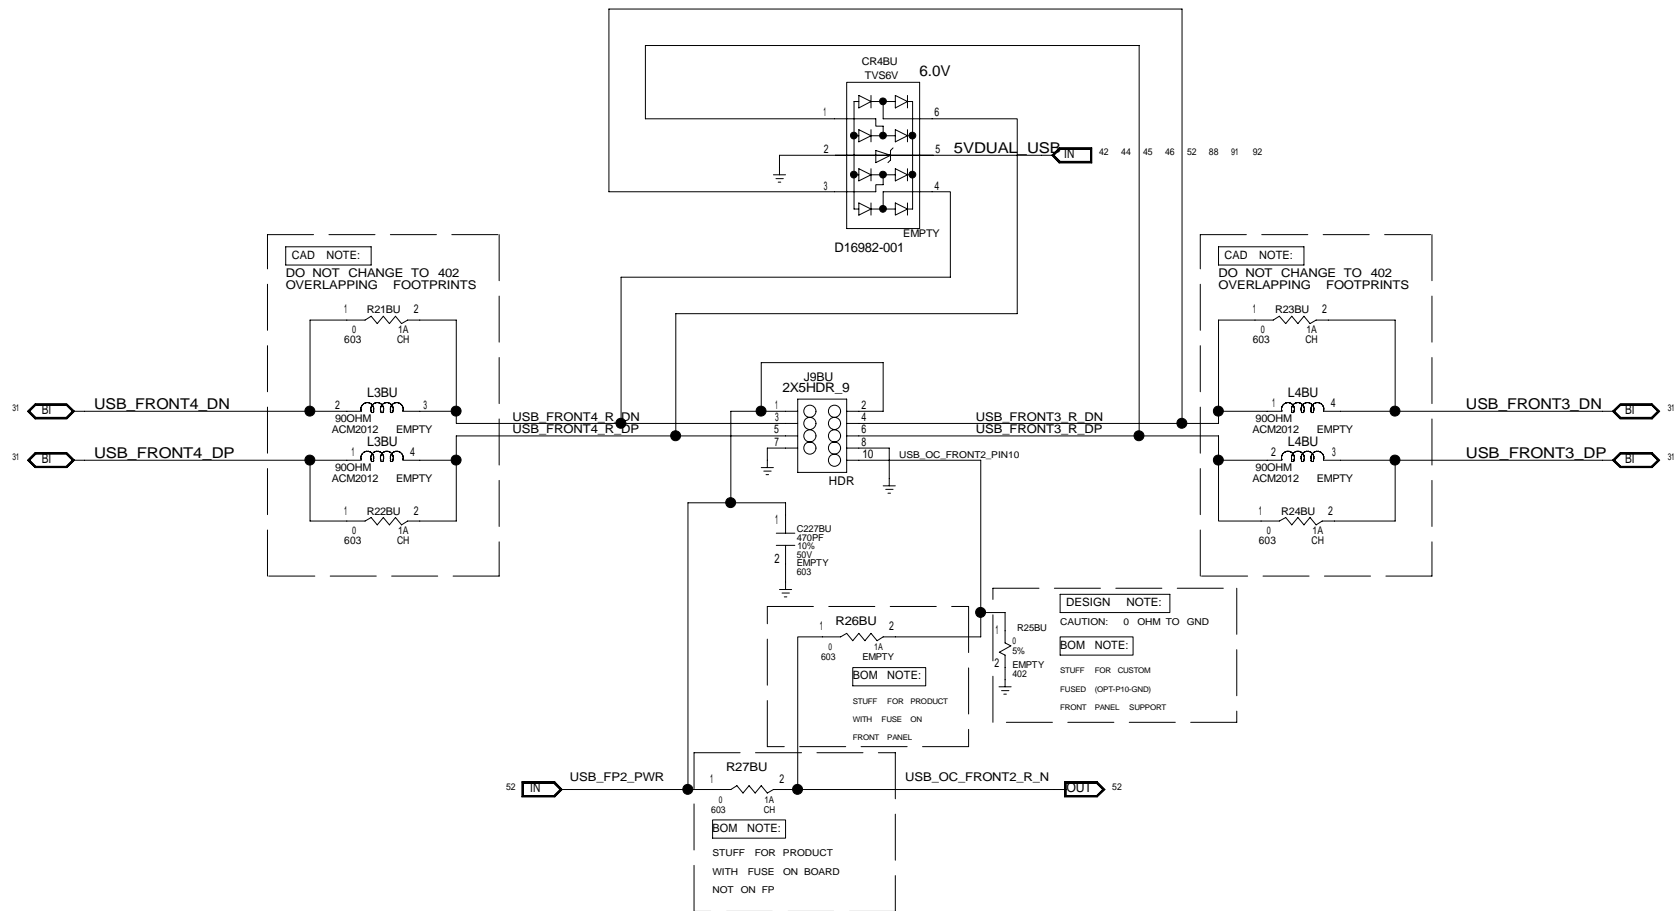 CR4BU
TVS6V
6.0V
1
6
2
5
5VDUAL_USB
IN
42 44 45 46 52 88 91 92
3
4
EMPTY
D16982-001
CAD NOTE:
DO NOT CHANGE TO 402
OVERLAPPING FOOTPRINTS
1 R21BU 2
0 1A
603 CH
31 BI USB_FRONT4_DN
L3BU
2 3
90OHM
ACM2012 EMPTY
31 BI USB_FRONT4_DP
L3BU
1 4
90OHM
ACM2012 EMPTY
1 R22BU 2
0 1A
603 CH
USB_FRONT4_R_DN
USB_FRONT4_R_DP
J9BU
2X5HDR_9
1 2
3 4
5 6
7 8
10
HDR
USB_FRONT3_R_DN
USB_FRONT3_R_DP
USB_OC_FRONT2_PIN10
CAD NOTE:
DO NOT CHANGE TO 402
OVERLAPPING FOOTPRINTS
1 R23BU 2
0 1A
603 CH
L4BU
1 4
90OHM
ACM2012 EMPTY
USB_FRONT3_DN BI 31
L4BU
2 3
90OHM
ACM2012 EMPTY
USB_FRONT3_DP BI 31
1 R24BU 2
0 1A
603 CH
1
C227BU
470PF
10%
50V
2
EMPTY
603
R26BU
1 2
0 1A
603 EMPTY
BOM NOTE:
STUFF FOR PRODUCT
WITH FUSE ON
FRONT PANEL
1 R25BU
0
5%
2 EMPTY
402
DESIGN NOTE:
CAUTION: 0 OHM TO GND
BOM NOTE:
STUFF FOR CUSTOM
FUSED (OPT-P10-GND)
FRONT PANEL SUPPORT
52 IN USB_FP2_PWR
R27BU
1 2
0 1A
603 CH
USB_OC_FRONT2_R_N OUT 52
BOM NOTE:
STUFF FOR PRODUCT
WITH FUSE ON BOARD
NOT ON FP